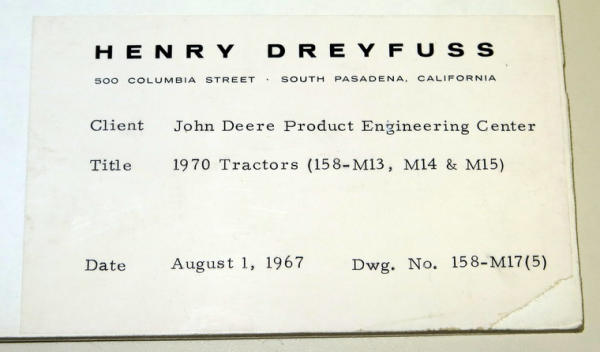 HENRY DREYFUSS
500 COLUMBIA STREET · SOUTH PASADENA, CALIFORNIA
Client John Deere Product Engineering Center
Title 1970 Tractors (158-M13, M14 & M15)
Date August 1, 1967 Dwg. No. 158-M17(5)